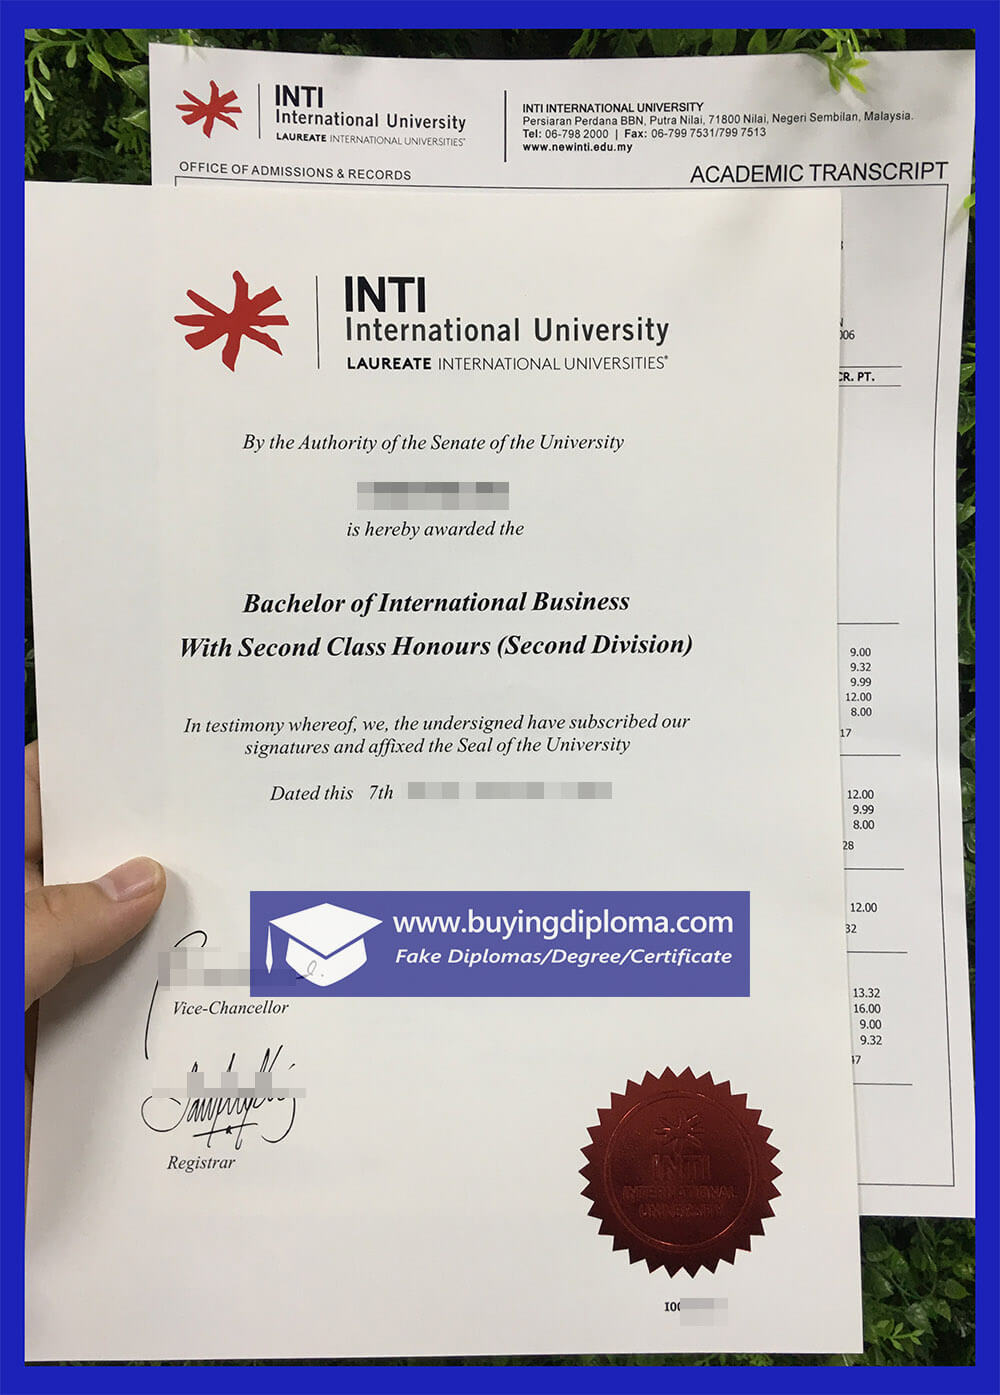 INTI
International University
LAUREATE INTERNATIONAL UNIVERSITIES®
INTI INTERNATIONAL UNIVERSITY
Persiaran Perdana BBN, Putra Nilai, 71800 Nilai, Negeri Sembilan, Malaysia.
Tel: 06-798 2000 | Fax: 06-799 7531/799 7513
www.newinti.edu.my
OFFICE OF ADMISSIONS & RECORDS
ACADEMIC TRANSCRIPT
INTI
International University
LAUREATE INTERNATIONAL UNIVERSITIES®
By the Authority of the Senate of the University
is hereby awarded the
Bachelor of International Business
With Second Class Honours (Second Division)
In testimony whereof, we, the undersigned have subscribed our
signatures and affixed the Seal of the University
Dated this 7th
www.buyingdiploma.com
Fake Diplomas/Degree/Certificate
Vice-Chancellor
Registrar
INTI
INTERNATIONAL
UNIVERSITY
I00
006
CR. PT.
9.00
9.32
9.99
12.00
8.00
17
12.00
9.99
8.00
28
12.00
32
13.32
16.00
9.00
9.32
47